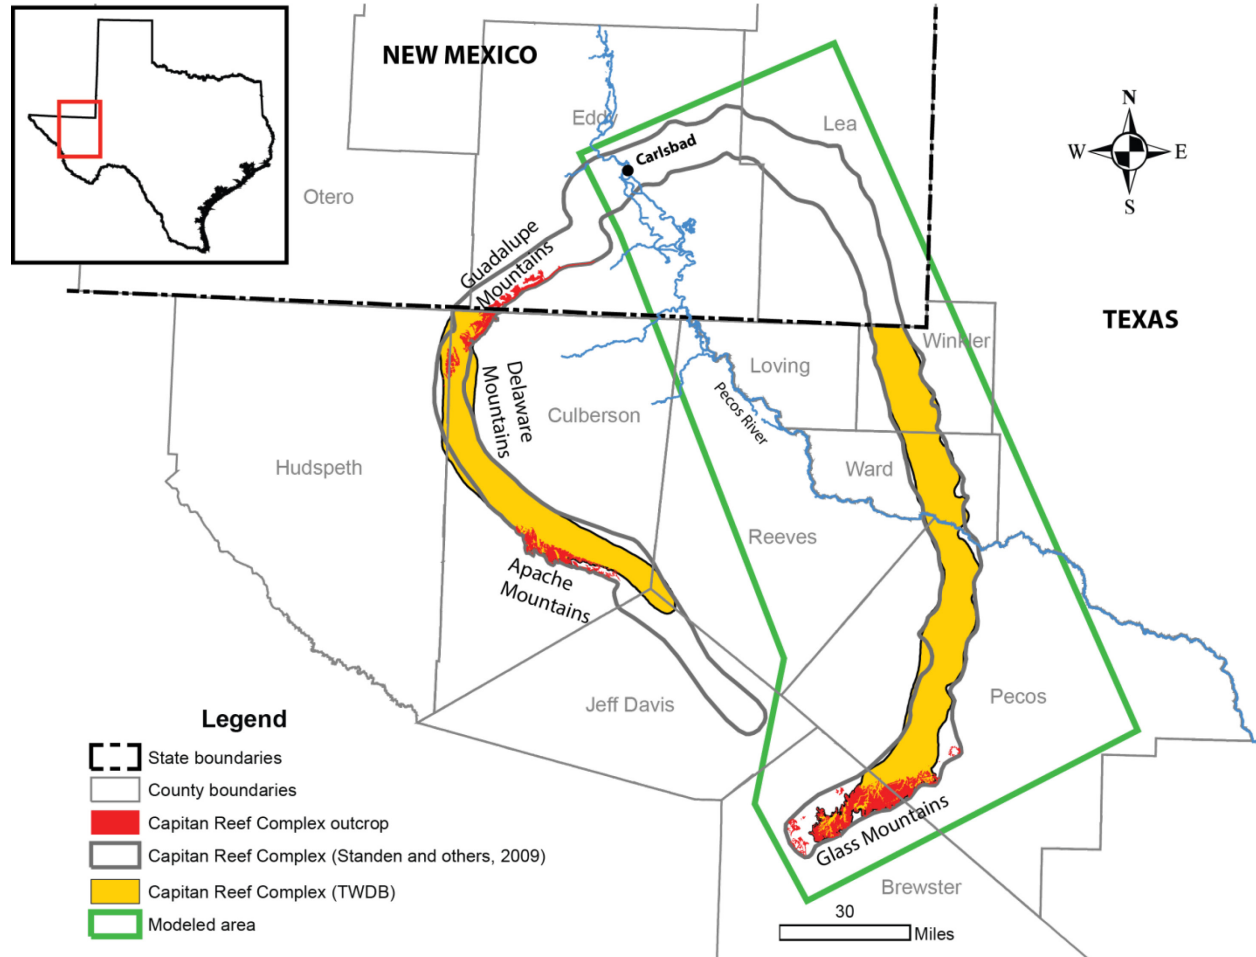 NEW MEXICO
Eddy
Lea
N
W
E
S
Carlsbad
Otero
Guadalupe
Mountains
TEXAS
Winkler
Loving
Delaware
Mountains
Culberson
Pecos River
Hudspeth
Ward
Reeves
Apache
Mountains
Pecos
Jeff Davis
Glass Mountains
Brewster
Legend
State boundaries
County boundaries
Capitan Reef Complex outcrop
Capitan Reef Complex (Standen and others, 2009)
Capitan Reef Complex (TWDB)
Modeled area
30
Miles